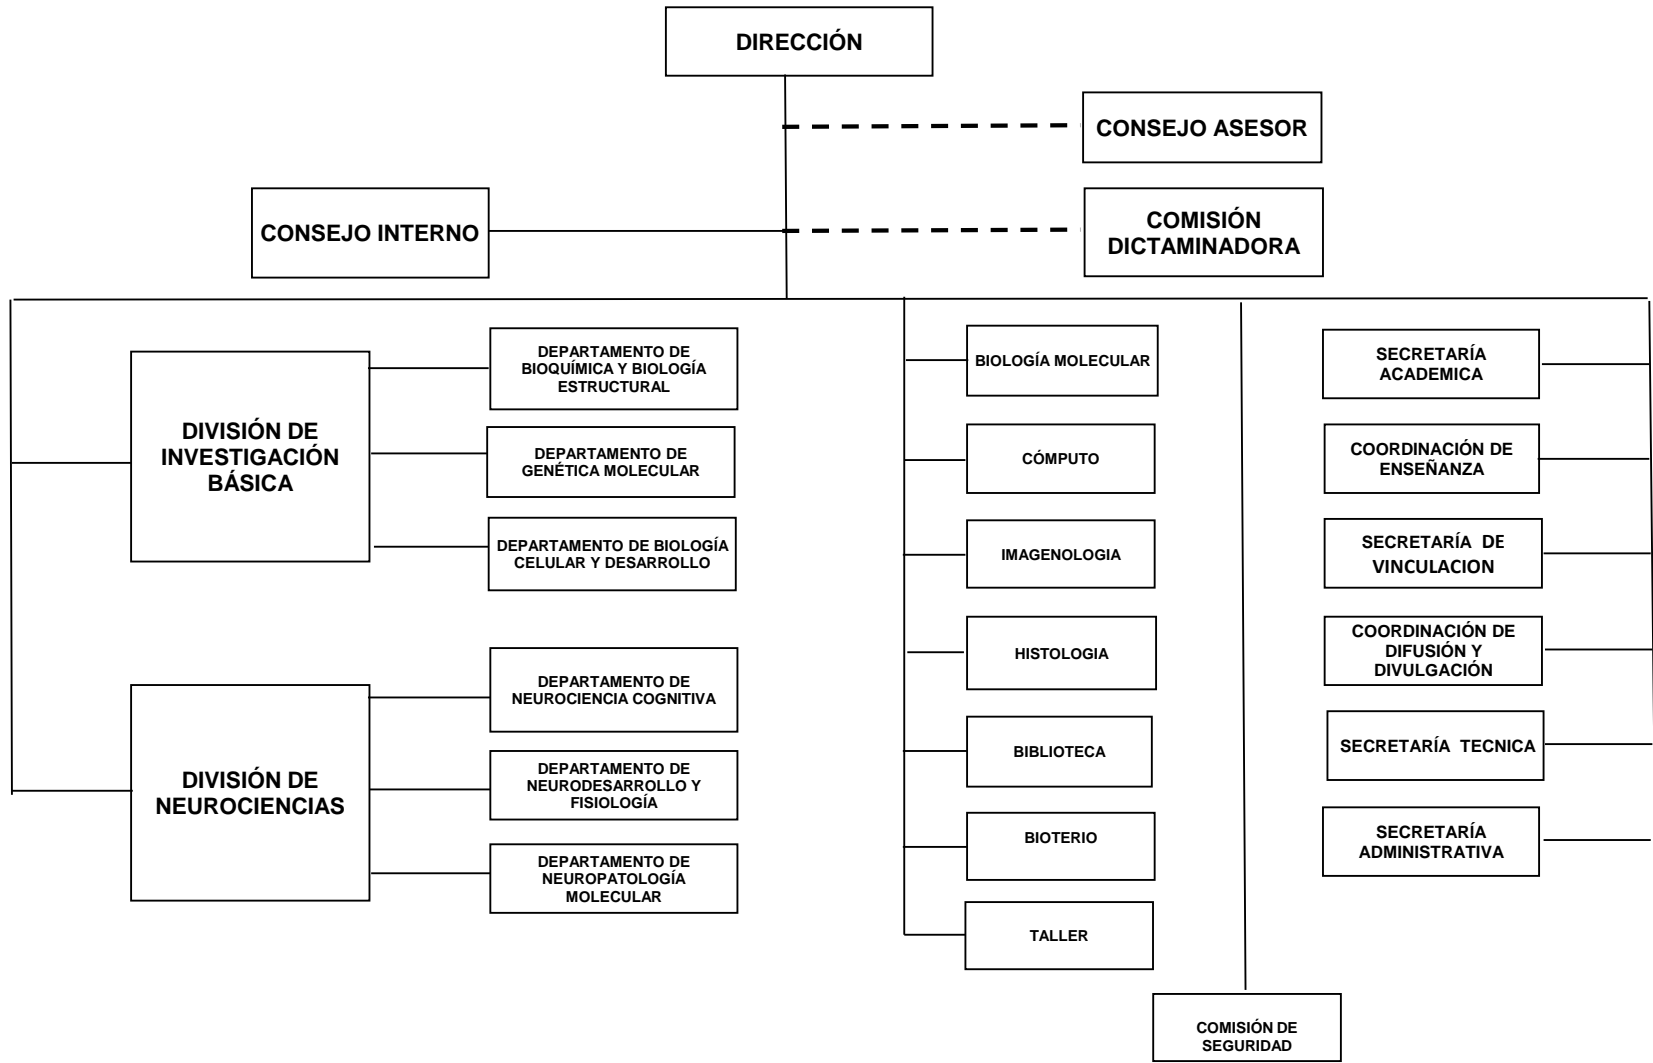 DIRECCIÓN
CONSEJO ASESOR
CONSEJO INTERNO
COMISIÓN
DICTAMINADORA
DIVISIÓN DE
INVESTIGACIÓN
BÁSICA
DEPARTAMENTO DE
BIOQUÍMICA Y BIOLOGÍA
ESTRUCTURAL
DEPARTAMENTO DE
GENÉTICA MOLECULAR
DEPARTAMENTO DE BIOLOGÍA
CELULAR Y DESARROLLO
DIVISIÓN DE
NEUROCIENCIAS
DEPARTAMENTO DE
NEUROCIENCIA COGNITIVA
DEPARTAMENTO DE
NEURODESARROLLO Y
FISIOLOGÍA
DEPARTAMENTO DE
NEUROPATOLOGÍA
MOLECULAR
BIOLOGÍA MOLECULAR
CÓMPUTO
IMAGENOLOGIA
HISTOLOGIA
BIBLIOTECA
BIOTERIO
TALLER
COMISIÓN DE
SEGURIDAD
SECRETARÍA
ACADEMICA
COORDINACIÓN DE
ENSEÑANZA
SECRETARÍA DE
VINCULACION
COORDINACIÓN DE
DIFUSIÓN Y
DIVULGACIÓN
SECRETARÍA TECNICA
SECRETARÍA
ADMINISTRATIVA